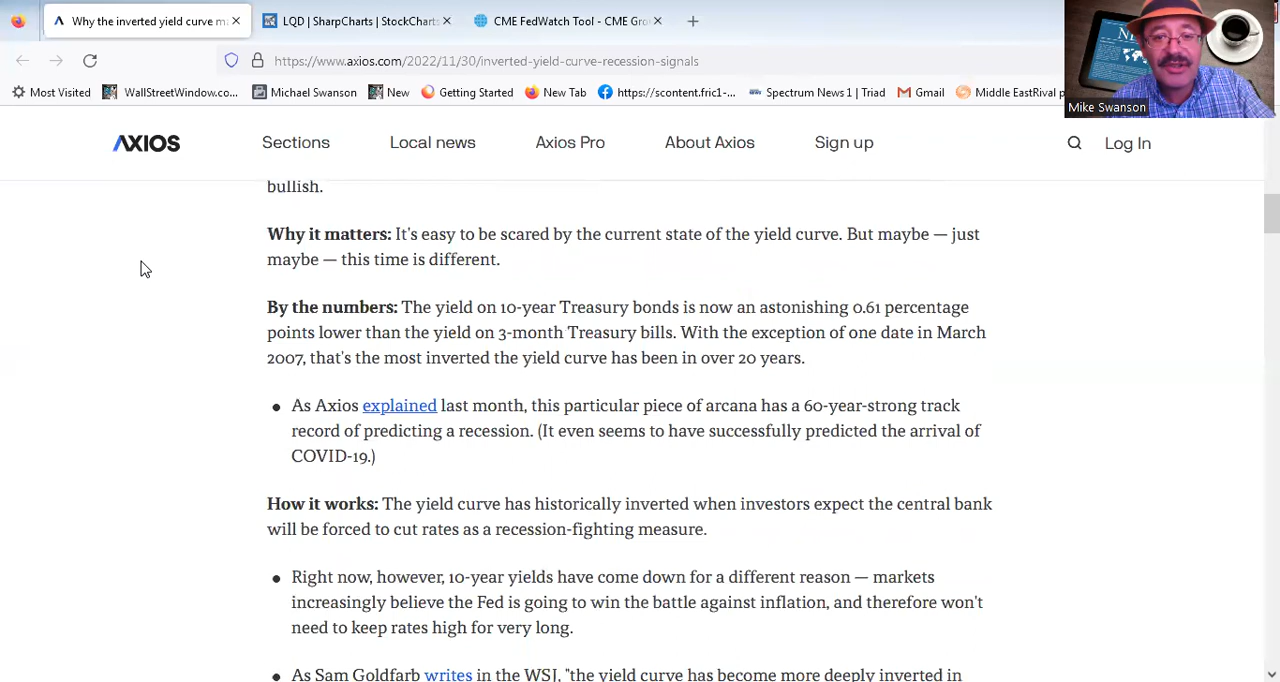 Why the inverted yield curve m
LQD | SharpCharts | StockChart
CME FedWatch Tool - CME Gro
https://www.axios.com/2022/11/30/inverted-yield-curve-recession-signals
Most Visited
WallStreetWindow.co...
Michael Swanson
New
Getting Started
New Tab
https://scontent.fric1-...
Spectrum News 1 | Triad
Gmail
Middle EastRival p
Mike Swanson
AXIOS
Sections
Local news
Axios Pro
About Axios
Sign up
Log In
bullish.
Why it matters: It's easy to be scared by the current state of the yield curve. But maybe — just
maybe — this time is different.
By the numbers: The yield on 10-year Treasury bonds is now an astonishing 0.61 percentage
points lower than the yield on 3-month Treasury bills. With the exception of one date in March
2007, that's the most inverted the yield curve has been in over 20 years.
As Axios explained last month, this particular piece of arcana has a 60-year-strong track
record of predicting a recession. (It even seems to have successfully predicted the arrival of
COVID-19.)
How it works: The yield curve has historically inverted when investors expect the central bank
will be forced to cut rates as a recession-fighting measure.
Right now, however, 10-year yields have come down for a different reason — markets
increasingly believe the Fed is going to win the battle against inflation, and therefore won't
need to keep rates high for very long.
As Sam Goldfarb writes in the WSJ, "the yield curve has become more deeply inverted in